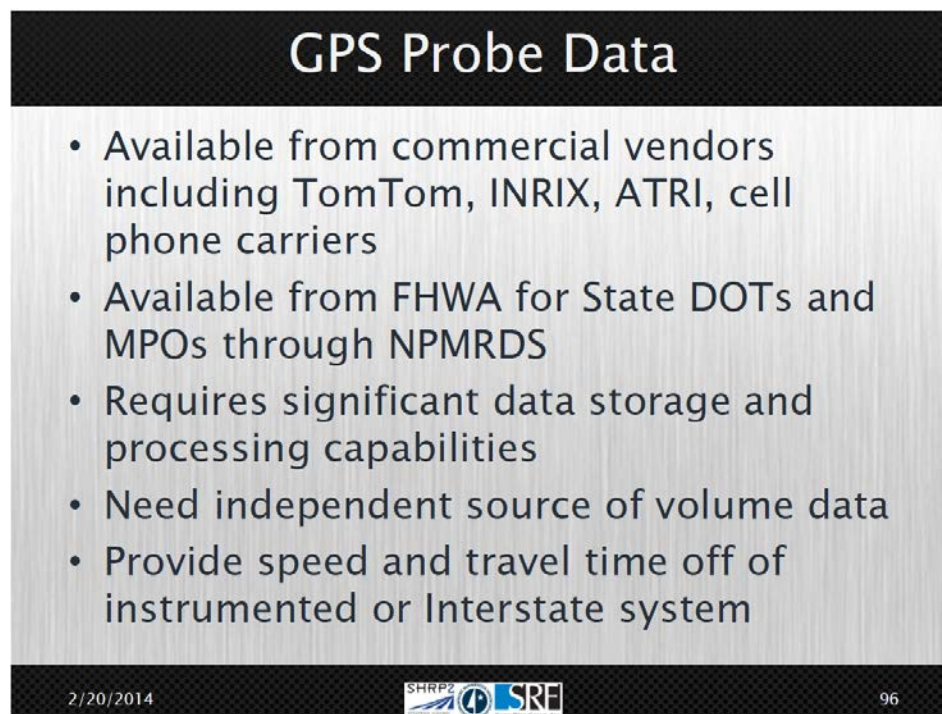 GPS Probe Data
• Available from commercial vendors
including TomTom, INRIX, ATRI, cell
phone carriers
• Available from FHWA for State DOTs and
MPOs through NPMRDS
• Requires significant data storage and
processing capabilities
• Need independent source of volume data
• Provide speed and travel time off of
instrumented or Interstate system
2/20/2014
SHRP2
SRF
96